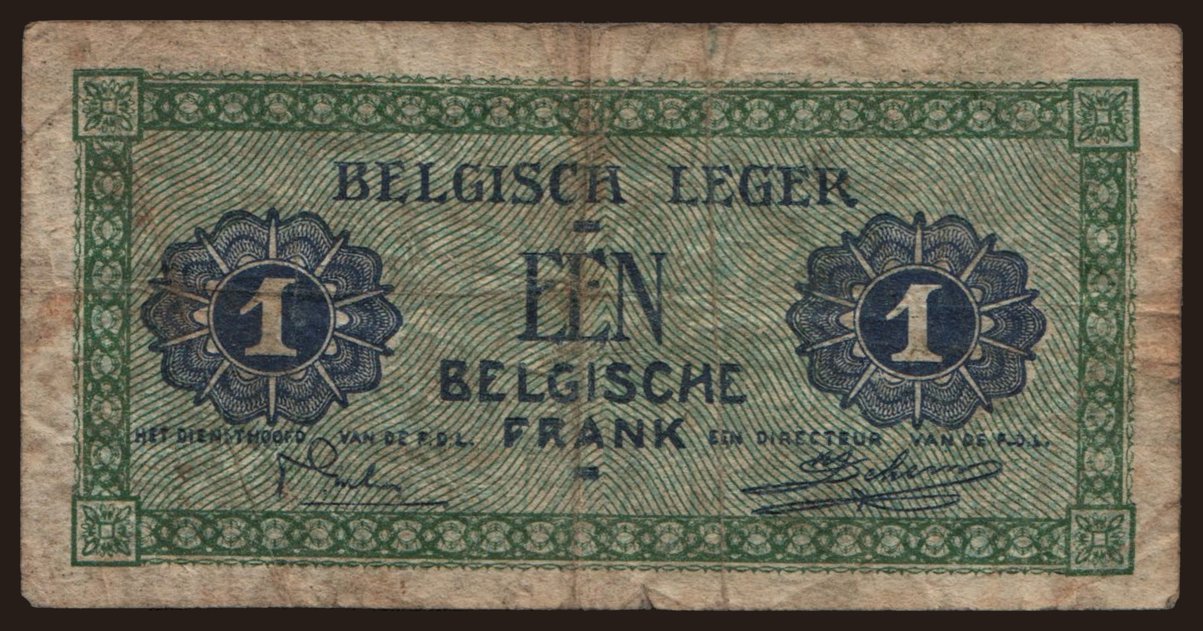 BELGISCH LEGER
EEN
1 1
BELGISCHE
FRANK
HET DIENSTHOOFD VAN DE F.D.L. EEN DIRECTEUR VAN DE F.D.L.